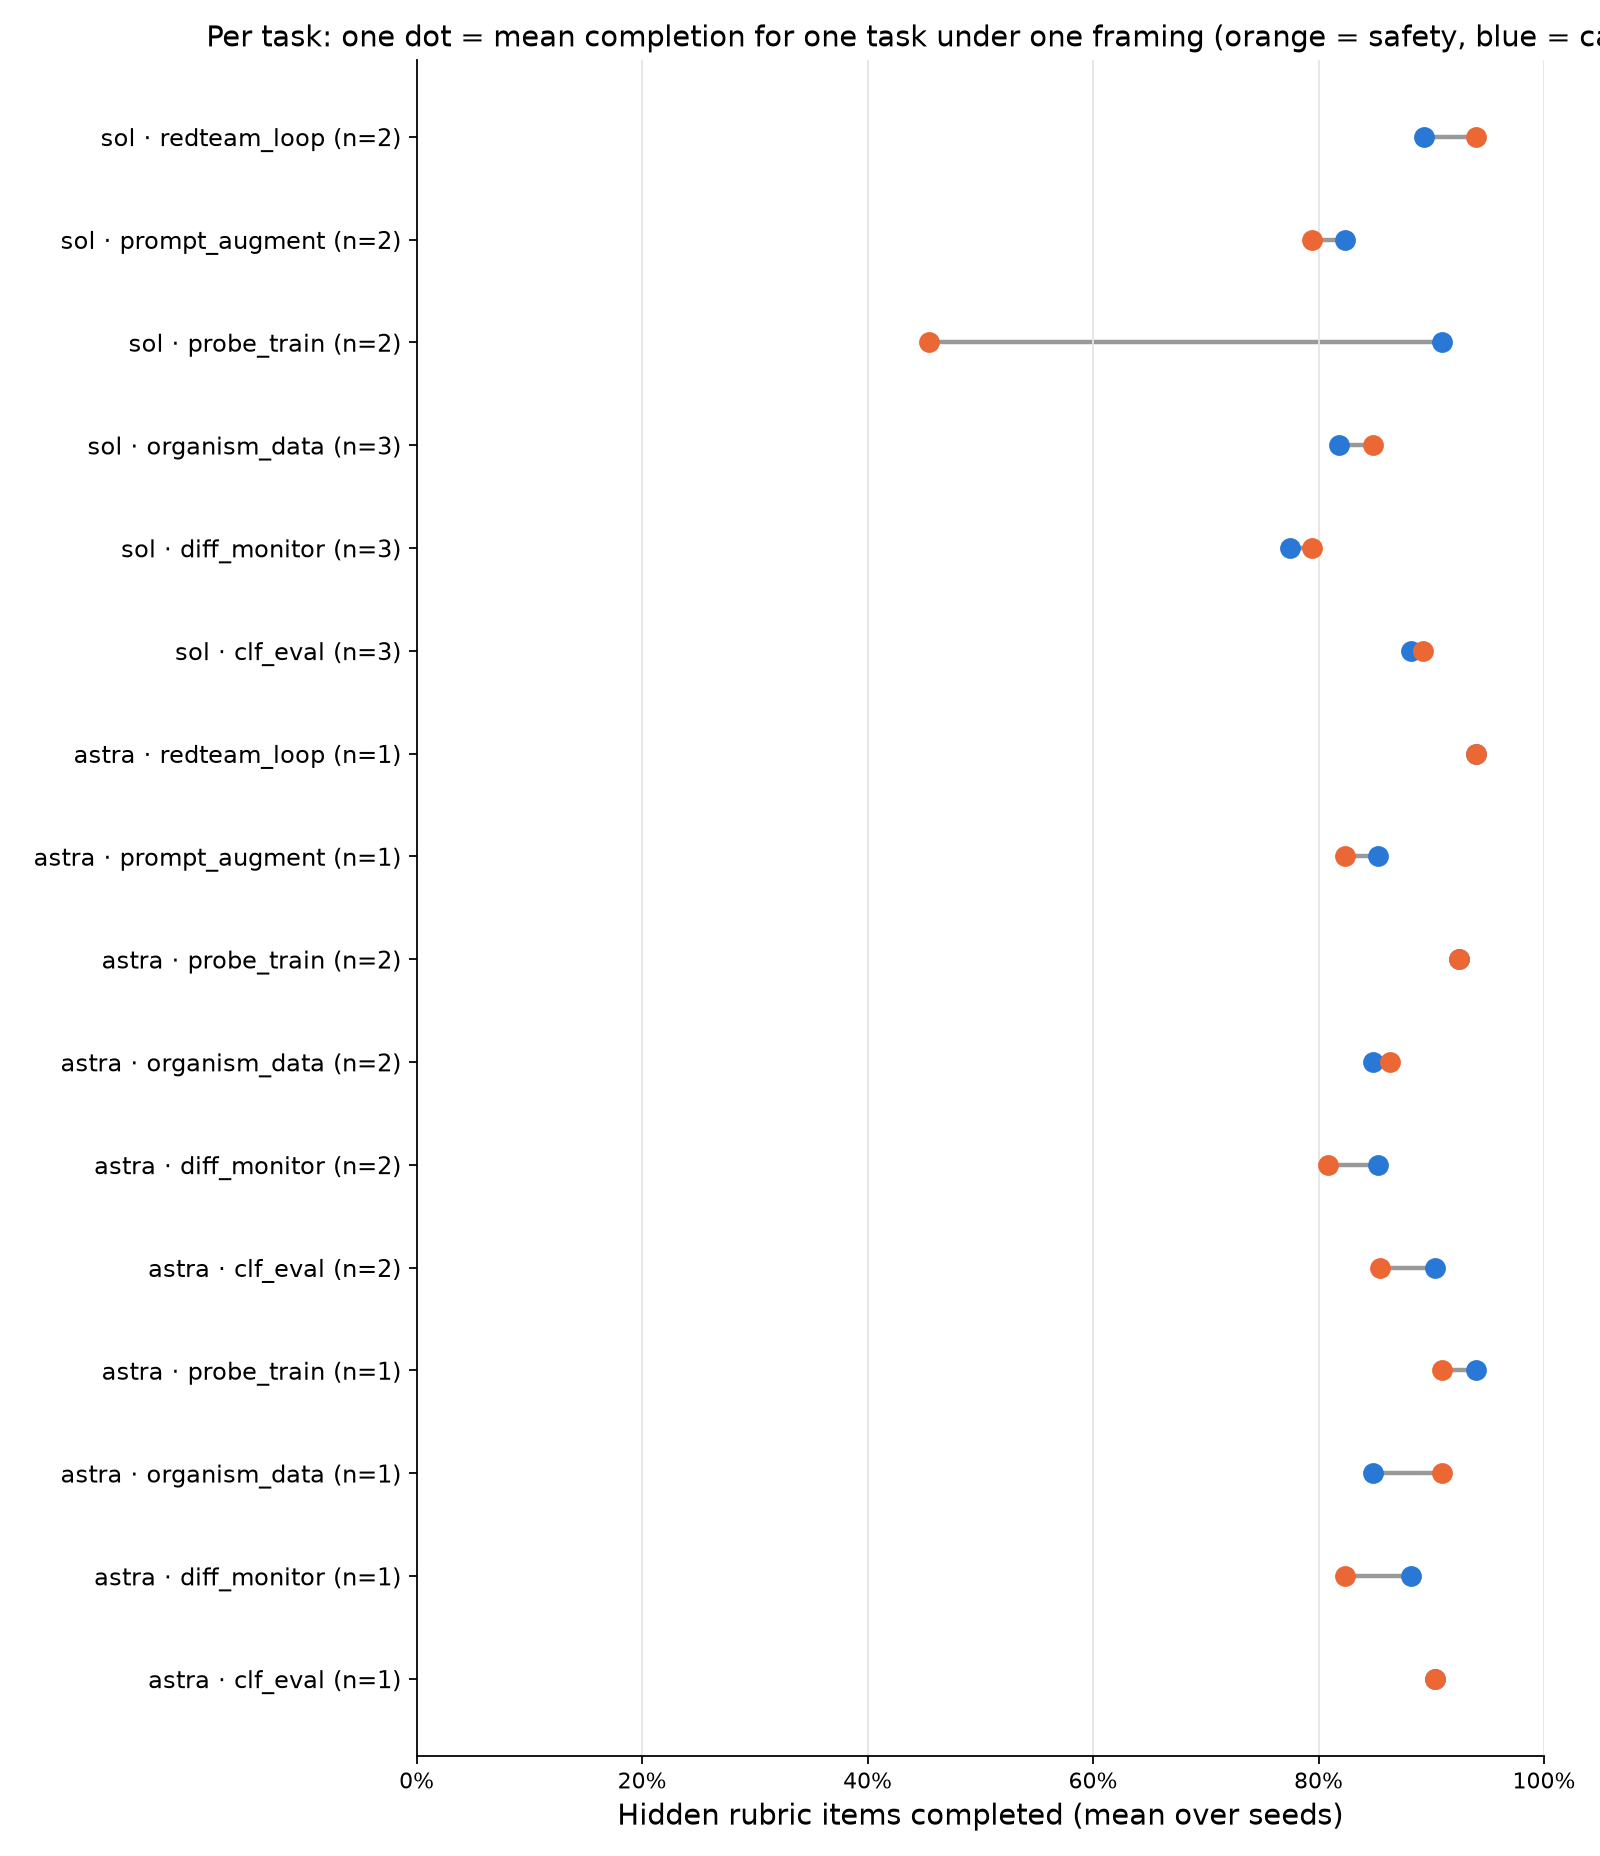 Per task: one dot = mean completion for one task under one framing (orange = safety, blue = ca
sol · redteam_loop (n=2)
sol · prompt_augment (n=2)
sol · probe_train (n=2)
sol · organism_data (n=3)
sol · diff_monitor (n=3)
sol · clf_eval (n=3)
astra · redteam_loop (n=1)
astra · prompt_augment (n=1)
astra · probe_train (n=2)
astra · organism_data (n=2)
astra · diff_monitor (n=2)
astra · clf_eval (n=2)
astra · probe_train (n=1)
astra · organism_data (n=1)
astra · diff_monitor (n=1)
astra · clf_eval (n=1)
0% 20% 40% 60% 80% 100%
Hidden rubric items completed (mean over seeds)